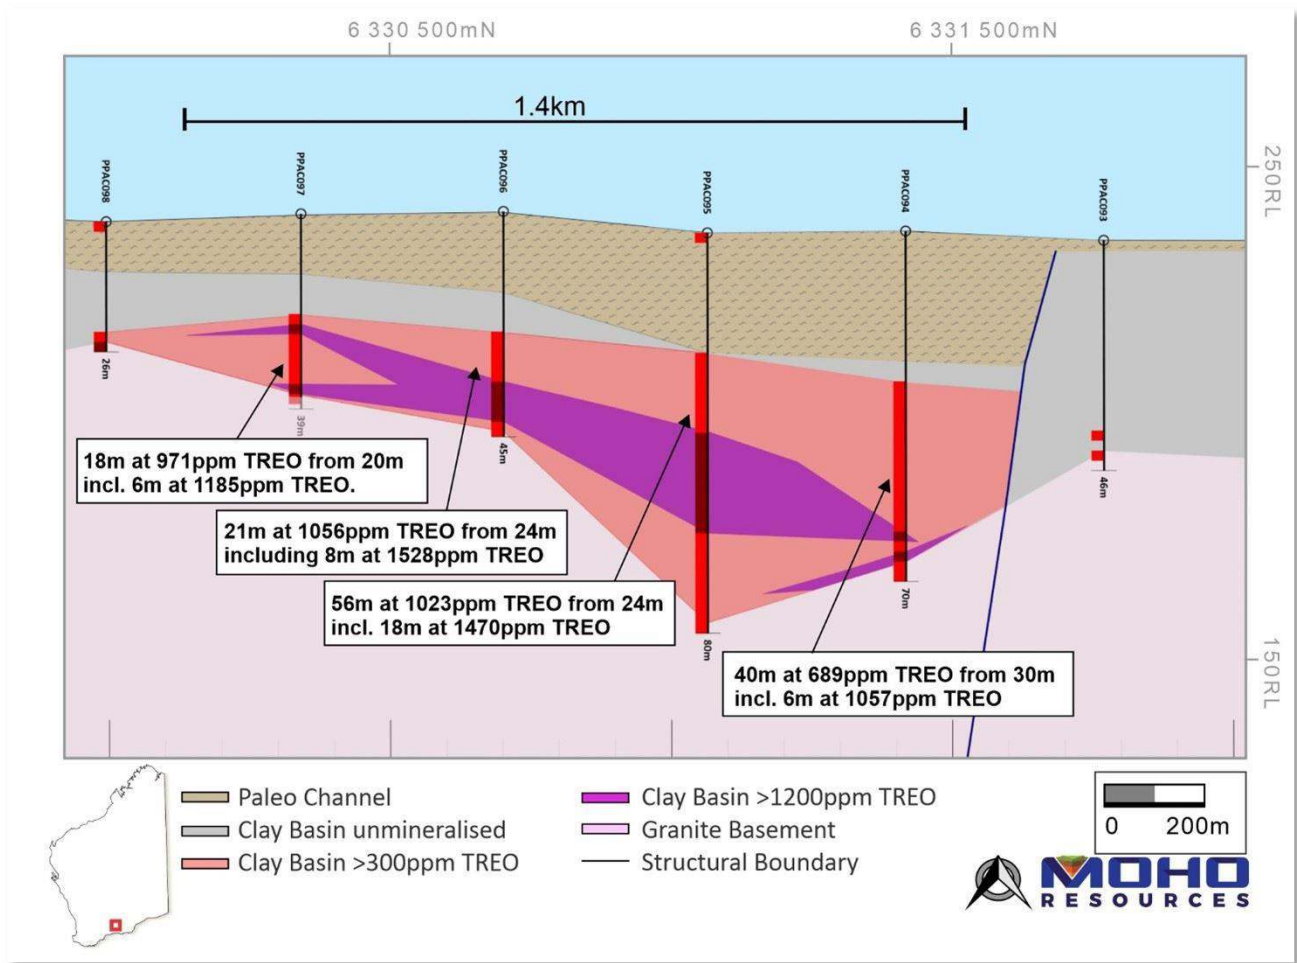 6 330 500mN
6 331 500mN
1.4km
250RL
PPAC098
PPAC097
PPAC096
PPAC095
PPAC094
PPAC093
26m
39m
45m
80m
70m
46m
18m at 971ppm TREO from 20m
incl. 6m at 1185ppm TREO.
21m at 1056ppm TREO from 24m
including 8m at 1528ppm TREO
56m at 1023ppm TREO from 24m
incl. 18m at 1470ppm TREO
40m at 689ppm TREO from 30m
incl. 6m at 1057ppm TREO
150RL
Paleo Channel
Clay Basin unmineralised
Clay Basin >300ppm TREO
Clay Basin >1200ppm TREO
Granite Basement
Structural Boundary
0 200m
MOHO
RESOURCES